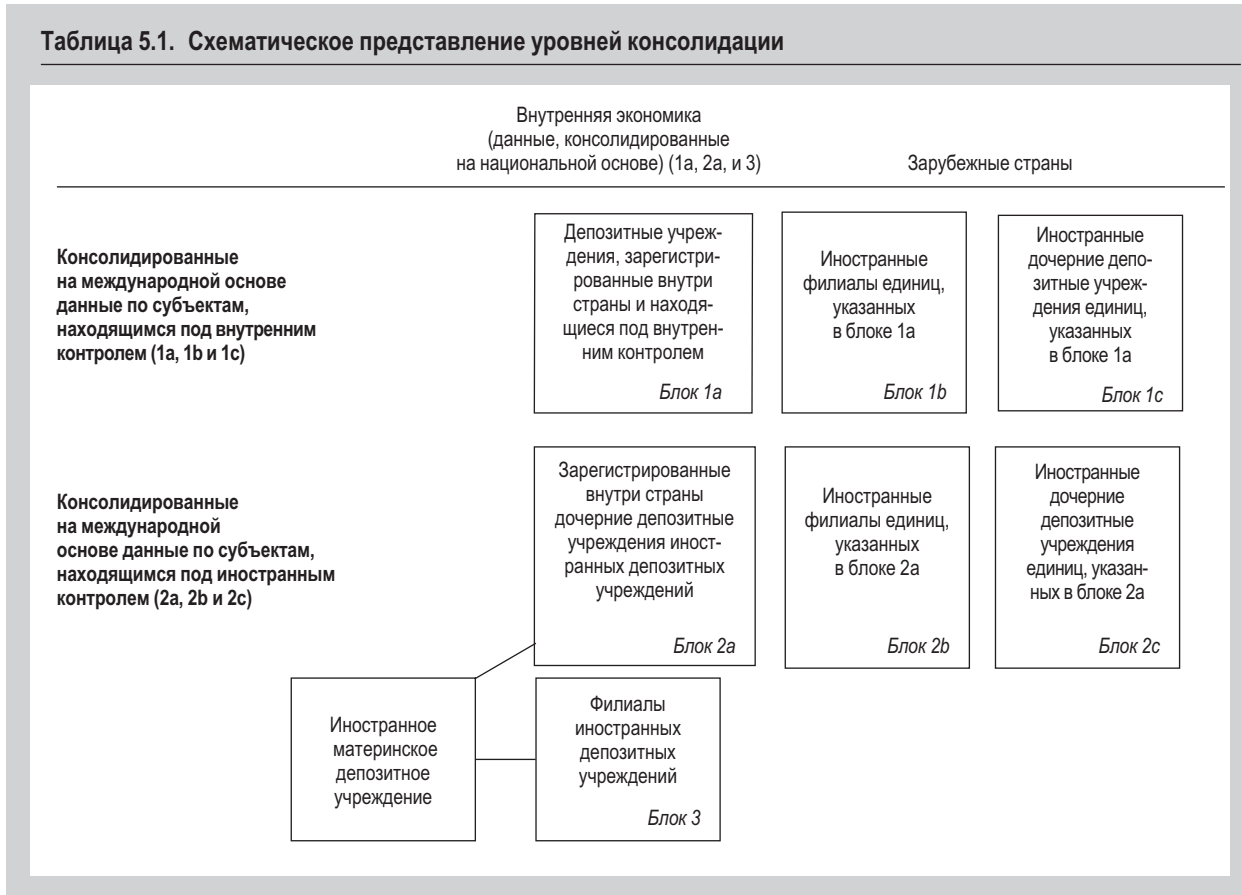 Таблица 5.1. Схематическое представление уровней консолидации
Внутренняя экономика
(данные, консолидированные
на национальной основе) (1a, 2a, и 3)
Зарубежные страны
Консолидированные
на международной основе
данные по субъектам,
находящимся под внутренним
контролем (1a, 1b и 1c)
Депозитные учреж-
дения, зарегистри-
рованные внутри
страны и находя-
щиеся под внутрен-
ним контролем
Блок 1a
Иностранные
филиалы единиц,
указанных
в блоке 1a
Блок 1b
Иностранные
дочерние депо-
зитные учреж-
дения единиц,
указанных
в блоке 1a
Блок 1c
Консолидированные
на международной
основе данные по субъектам,
находящимся под иностранным
контролем (2a, 2b и 2c)
Зарегистрированные
внутри страны
дочерние депозитные
учреждения иност-
ранных депозитных
учреждений
Блок 2a
Иностранные
филиалы единиц,
указанных
в блоке 2a
Блок 2b
Иностранные
дочерние
депозитные
учреждения
единиц, указан-
ных в блоке 2a
Блок 2c
Иностранное
материнское
депозитное
учреждение
Филиалы
иностранных
депозитных
учреждений
Блок 3